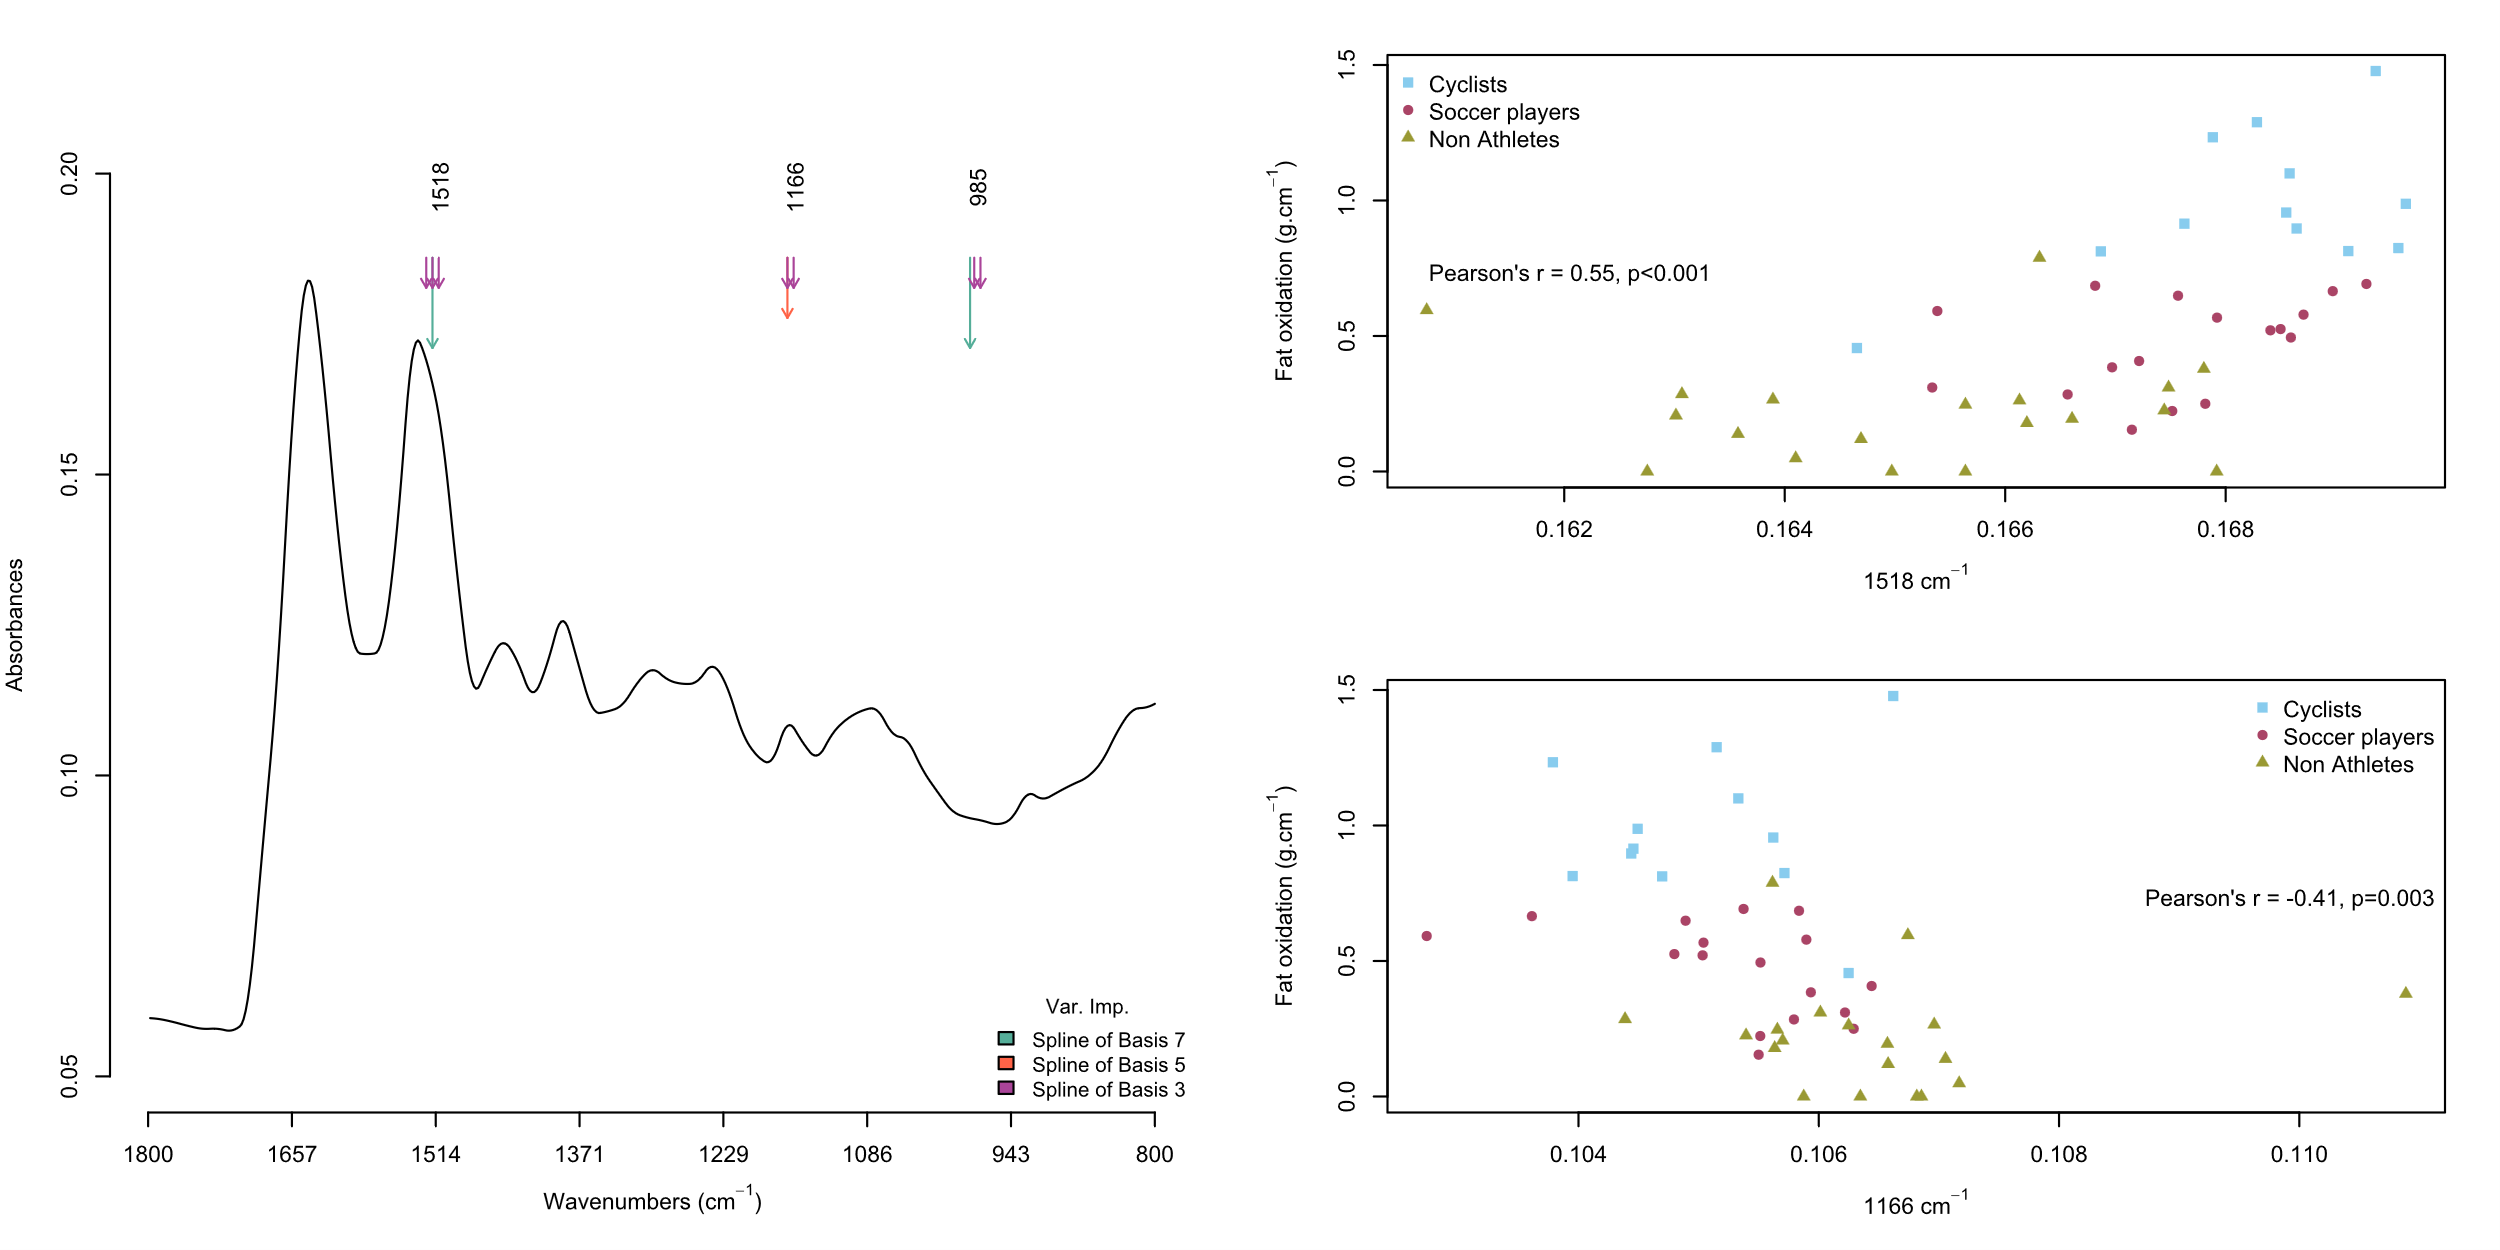 0.20
0.15
0.10
0.05
Absorbances
1518
1166
985
Var. Imp.
Spline of Basis 7
Spline of Basis 5
Spline of Basis 3
1800 1657 1514 1371 1229 1086 943 800
Wavenumbers (cm⁻¹)
1.5
1.0
0.5
0.0
Fat oxidation (g.cm⁻¹)
Cyclists
Soccer players
Non Athletes
Pearson's r = 0.55, p<0.001
0.162 0.164 0.166 0.168
1518 cm⁻¹
1.5
1.0
0.5
0.0
Fat oxidation (g.cm⁻¹)
Cyclists
Soccer players
Non Athletes
Pearson's r = -0.41, p=0.003
0.104 0.106 0.108 0.110
1166 cm⁻¹